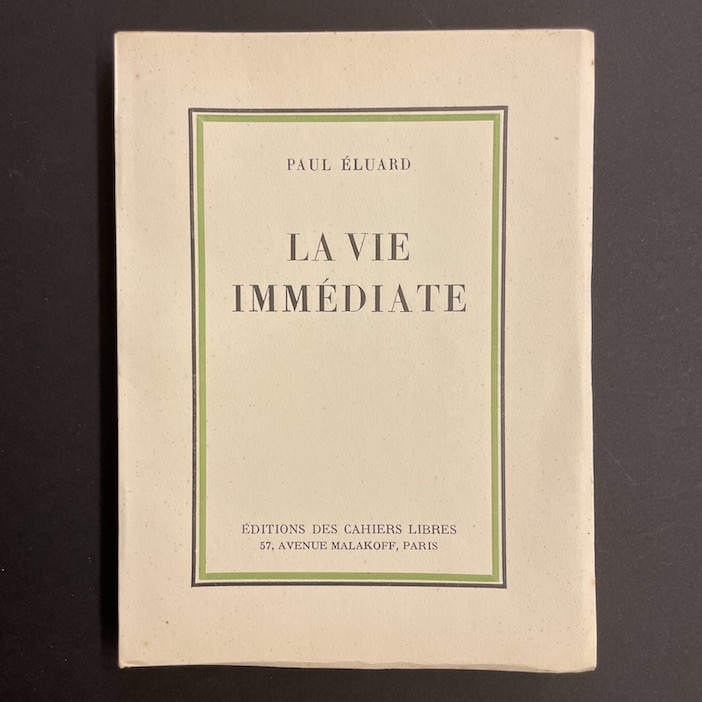 PAUL ÉLUARD
LA VIE
IMMÉDIATE
ÉDITIONS DES CAHIERS LIBRES
57, AVENUE MALAKOFF, PARIS